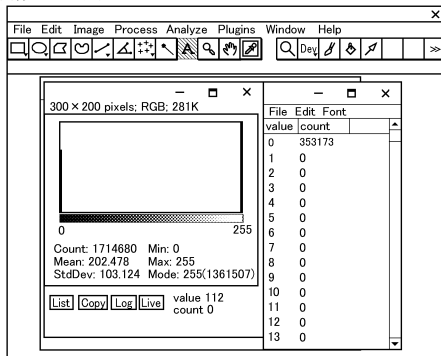 ×
File Edit Image Process Analyze Plugins Window Help
A Dev >>
300×200 pixels; RGB; 281K
0 255
Count: 1714680 Min: 0
Mean: 202.478 Max: 255
StdDev: 103.124 Mode: 255(1361507)
List Copy Log Live value 112
count 0
File Edit Font
value count
0 353173
1 0
2 0
3 0
4 0
5 0
6 0
7 0
8 0
9 0
10 0
11 0
12 0
13 0